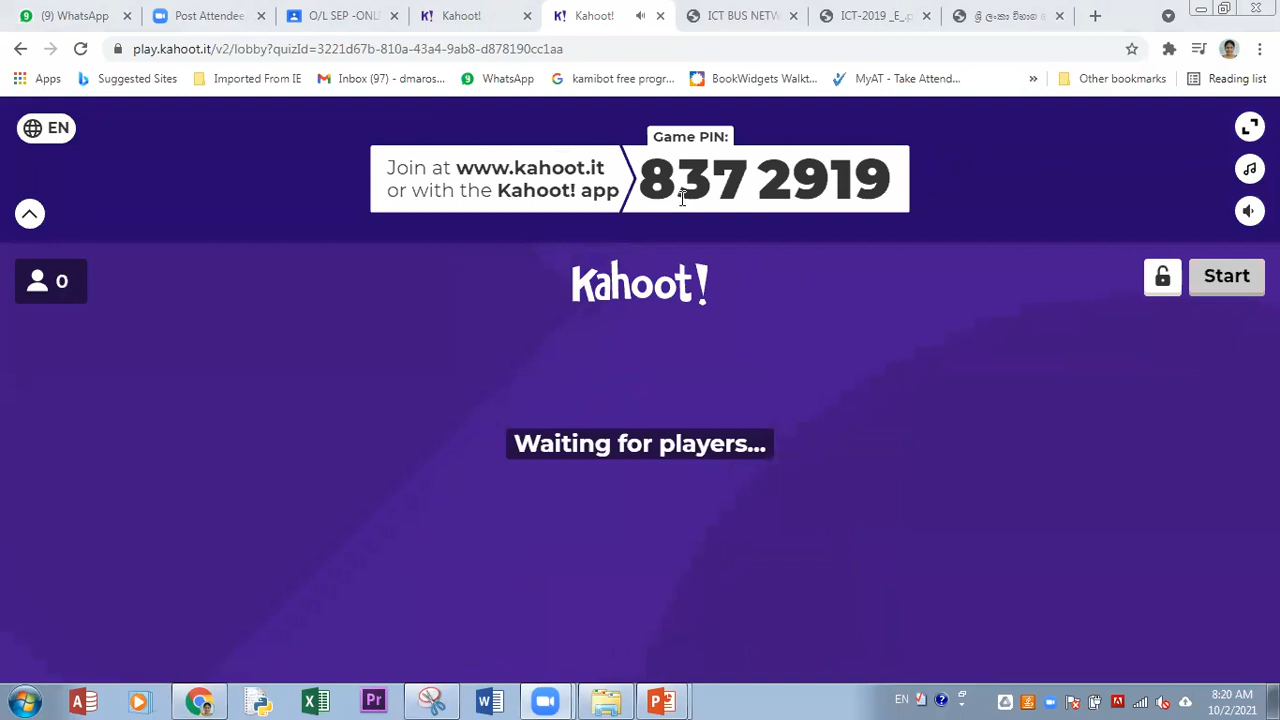 (9) WhatsApp
Post Attende
O/L SEP -ONL
Kahoot!
Kahoot!
ICT BUS NETW
ICT_2019 _E_.p
ශ්‍රී ලංකා විභාග
play.kahoot.it/v2/lobby?quizId=3221d67b-810a-43a4-9ab8-d878190cc1aa
Apps
Suggested Sites
Imported From IE
Inbox (97) - dmaros...
WhatsApp
kamibot free progr...
BookWidgets Walkt...
MyAT - Take Attend...
»
Other bookmarks
Reading list
EN
Game PIN:
Join at www.kahoot.it
or with the Kahoot! app
837 2919
0
Kahoot!
Start
Waiting for players...
EN
8:20 AM
10/2/2021